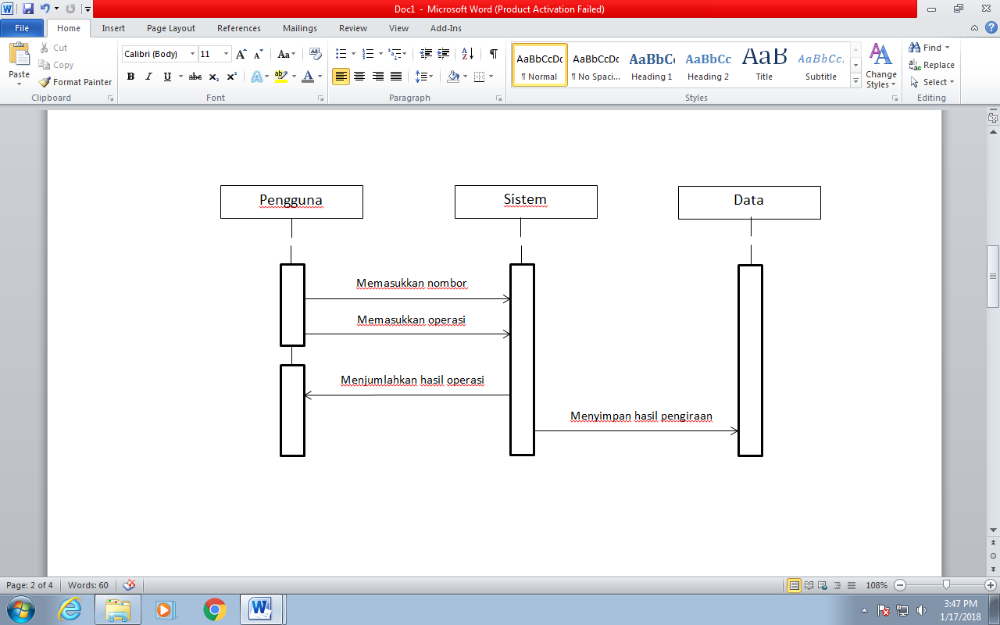 Doc1 - Microsoft Word (Product Activation Failed)
File Home Insert Page Layout References Mailings Review View Add-Ins
Paste
Cut
Copy
Format Painter
Clipboard
Calibri (Body) 11
Font
Paragraph
AaBbCcDc AaBbCcDc AaBbCc AaBbCc AaB AaBbCc.
¶ Normal ¶ No Spaci... Heading 1 Heading 2 Title Subtitle
Change Styles
Styles
Find
Replace
Select
Editing
Pengguna Sistem Data
Memasukkan nombor
Memasukkan operasi
Menjumlahkan hasil operasi
Menyimpan hasil pengiraan
Page: 2 of 4 Words: 60 108%
3:47 PM
1/17/2018